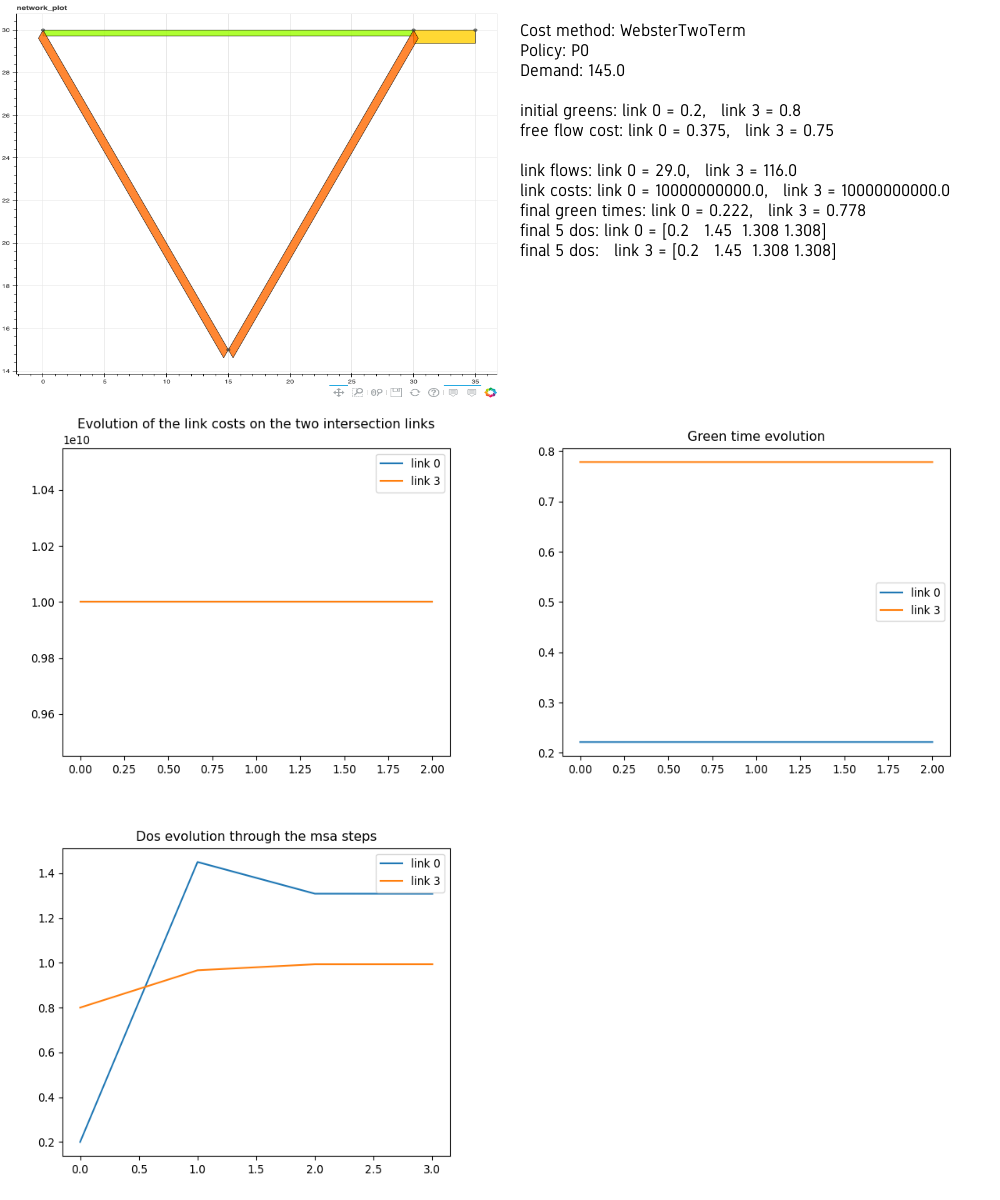 network_plot
Cost method: WebsterTwoTerm
Policy: P0
Demand: 145.0
initial greens: link 0 = 0.2, link 3 = 0.8
free flow cost: link 0 = 0.375, link 3 = 0.75
link flows: link 0 = 29.0, link 3 = 116.0
link costs: link 0 = 10000000000.0, link 3 = 10000000000.0
final green times: link 0 = 0.222, link 3 = 0.778
final 5 dos: link 0 = [0.2 1.45 1.308 1.308]
final 5 dos: link 3 = [0.2 1.45 1.308 1.308]
30
28
26
24
22
20
18
16
14
0 5 10 15 20 25 30 35
Evolution of the link costs on the two intersection links
1e10
link 0
link 3
1.04
1.02
1.00
0.98
0.96
0.00 0.25 0.50 0.75 1.00 1.25 1.50 1.75 2.00
Green time evolution
0.8
0.7
0.6
0.5
0.4
0.3
0.2
link 0
link 3
0.00 0.25 0.50 0.75 1.00 1.25 1.50 1.75 2.00
Dos evolution through the msa steps
link 0
link 3
1.4
1.2
1.0
0.8
0.6
0.4
0.2
0.0 0.5 1.0 1.5 2.0 2.5 3.0